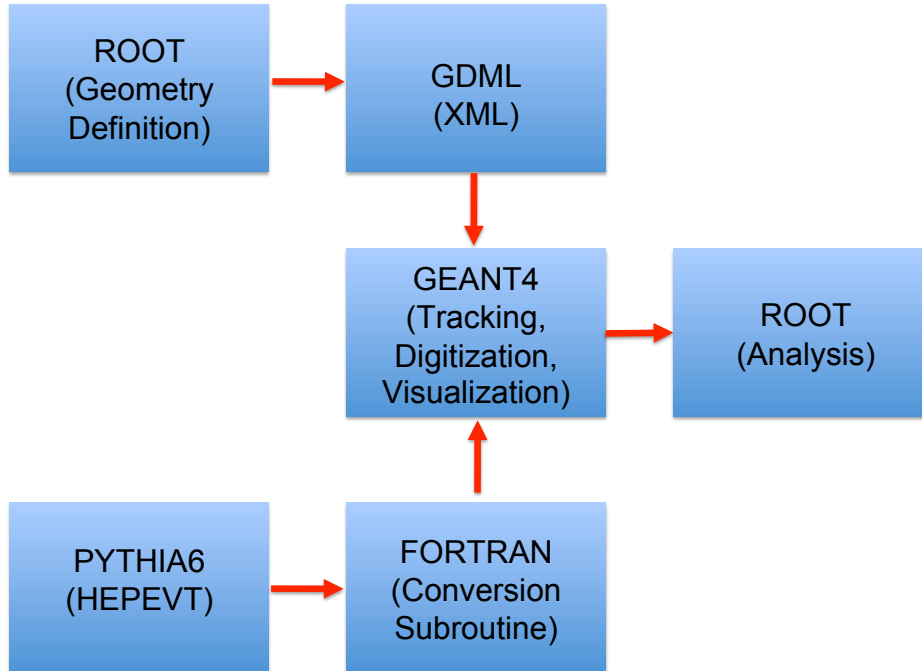 ROOT
(Geometry
Definition)
GDML
(XML)
GEANT4
(Tracking,
Digitization,
Visualization)
ROOT
(Analysis)
PYTHIA6
(HEPEVT)
FORTRAN
(Conversion
Subroutine)